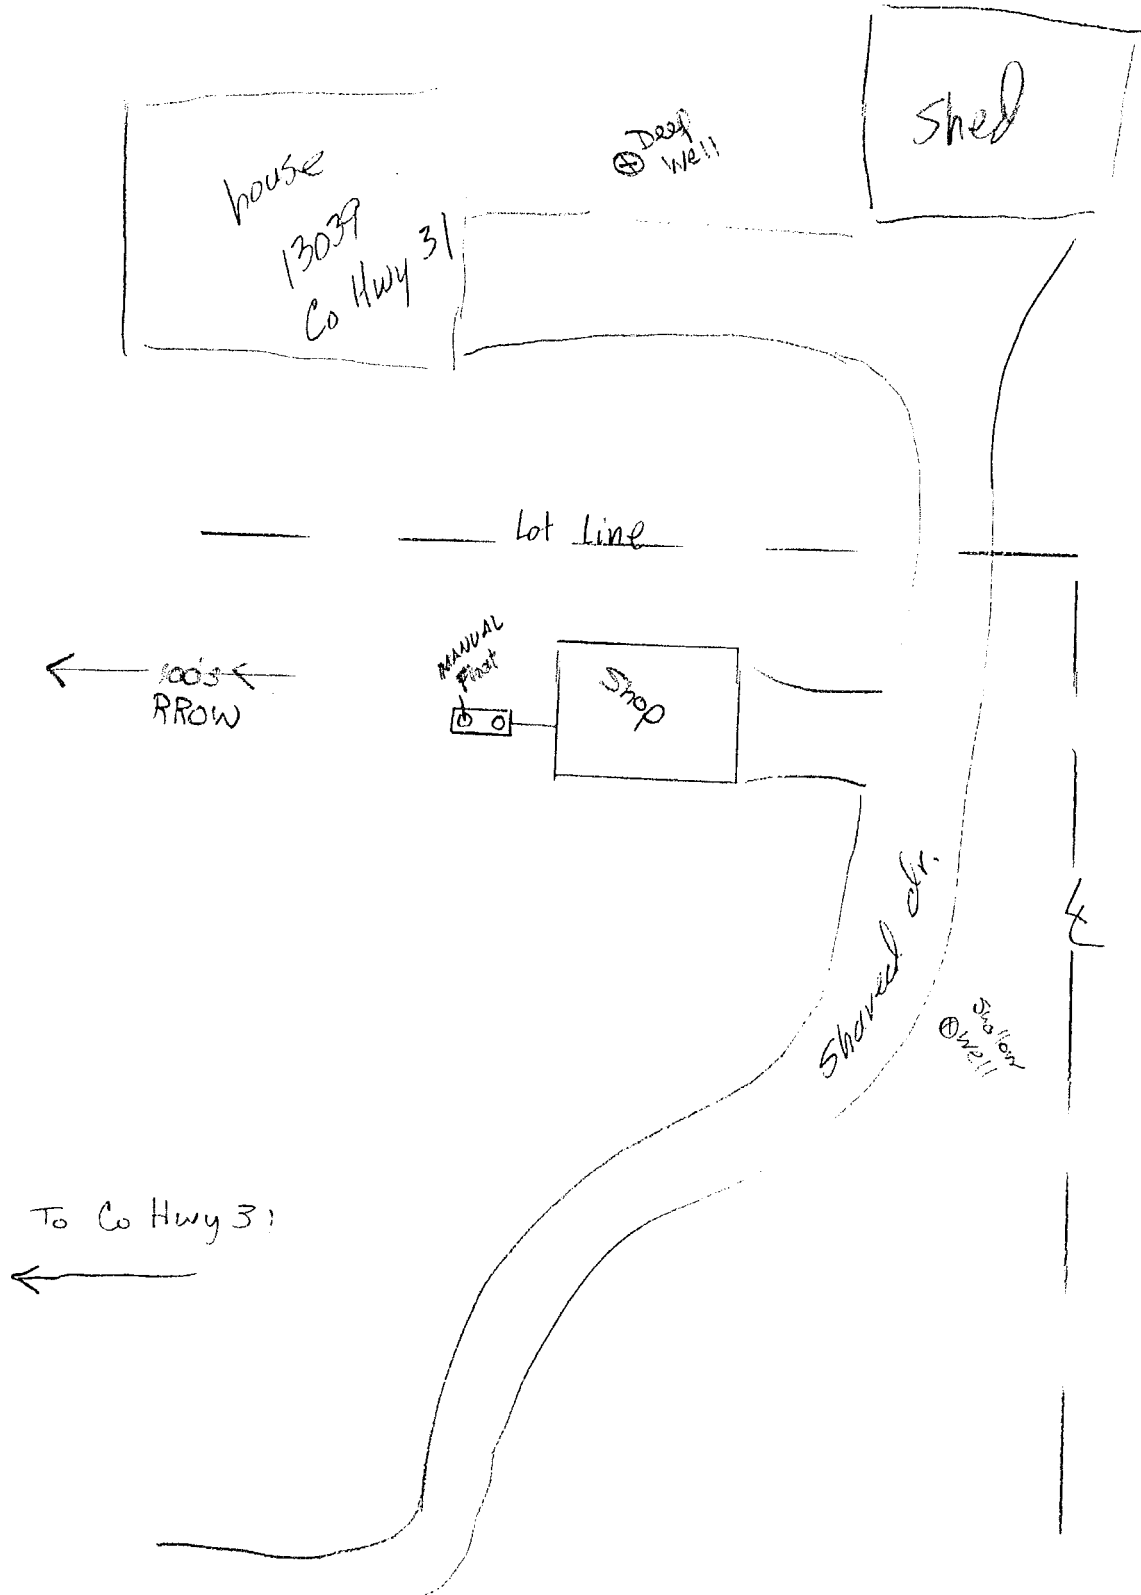 shed
Deep
well
house
13039
Co Hwy 31
Lot Line
MANUAL
Float
100's
RROW
Shop
Shared dr.
Shallow
well
To Co Hwy 31